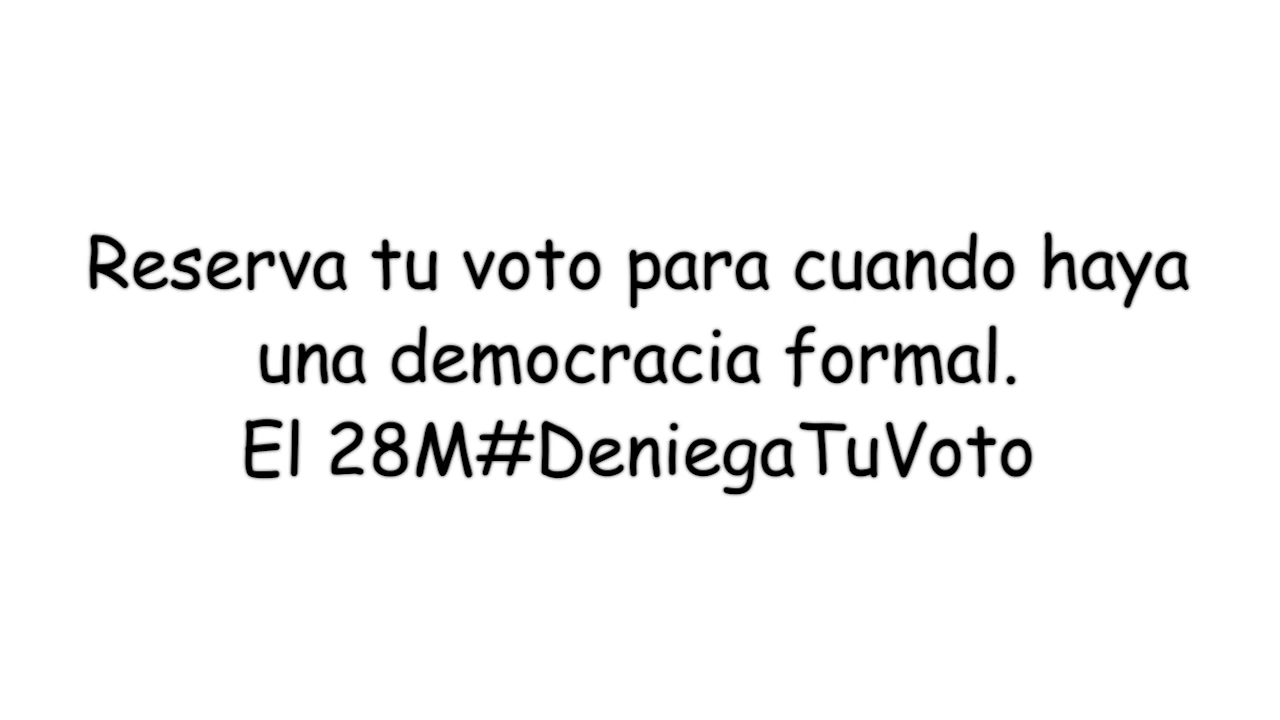 Reserva tu voto para cuando haya
una democracia formal.
El 28M#DeniegaTuVoto